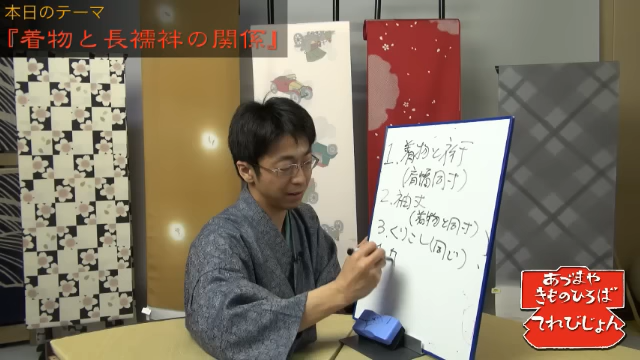 本日のテーマ
『着物と長襦袢の関係』
1.着物と裄
(肩幅同寸)
2.袖丈
(着物と同寸)
3.くりこし(同じ)
あづまや
きものひろば
てれびじょん